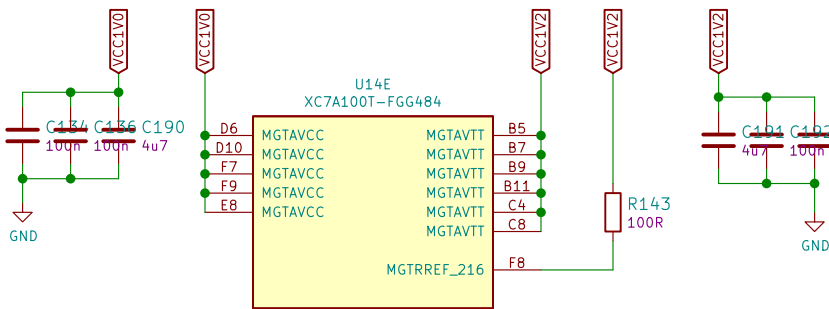 VCC1V0
VCC1V0
VCC1V2
VCC1V2
VCC1V2
U14E
XC7A100T-FGG484
C134
100n
C136
100n
C190
4u7
GND
D6 MGTAVCC
D10 MGTAVCC
F7 MGTAVCC
F9 MGTAVCC
E8 MGTAVCC
MGTAVTT B5
MGTAVTT B7
MGTAVTT B9
MGTAVTT B11
MGTAVTT C4
MGTAVTT C8
MGTRREF_216 F8
R143
100R
C191
4u7
100n
GND